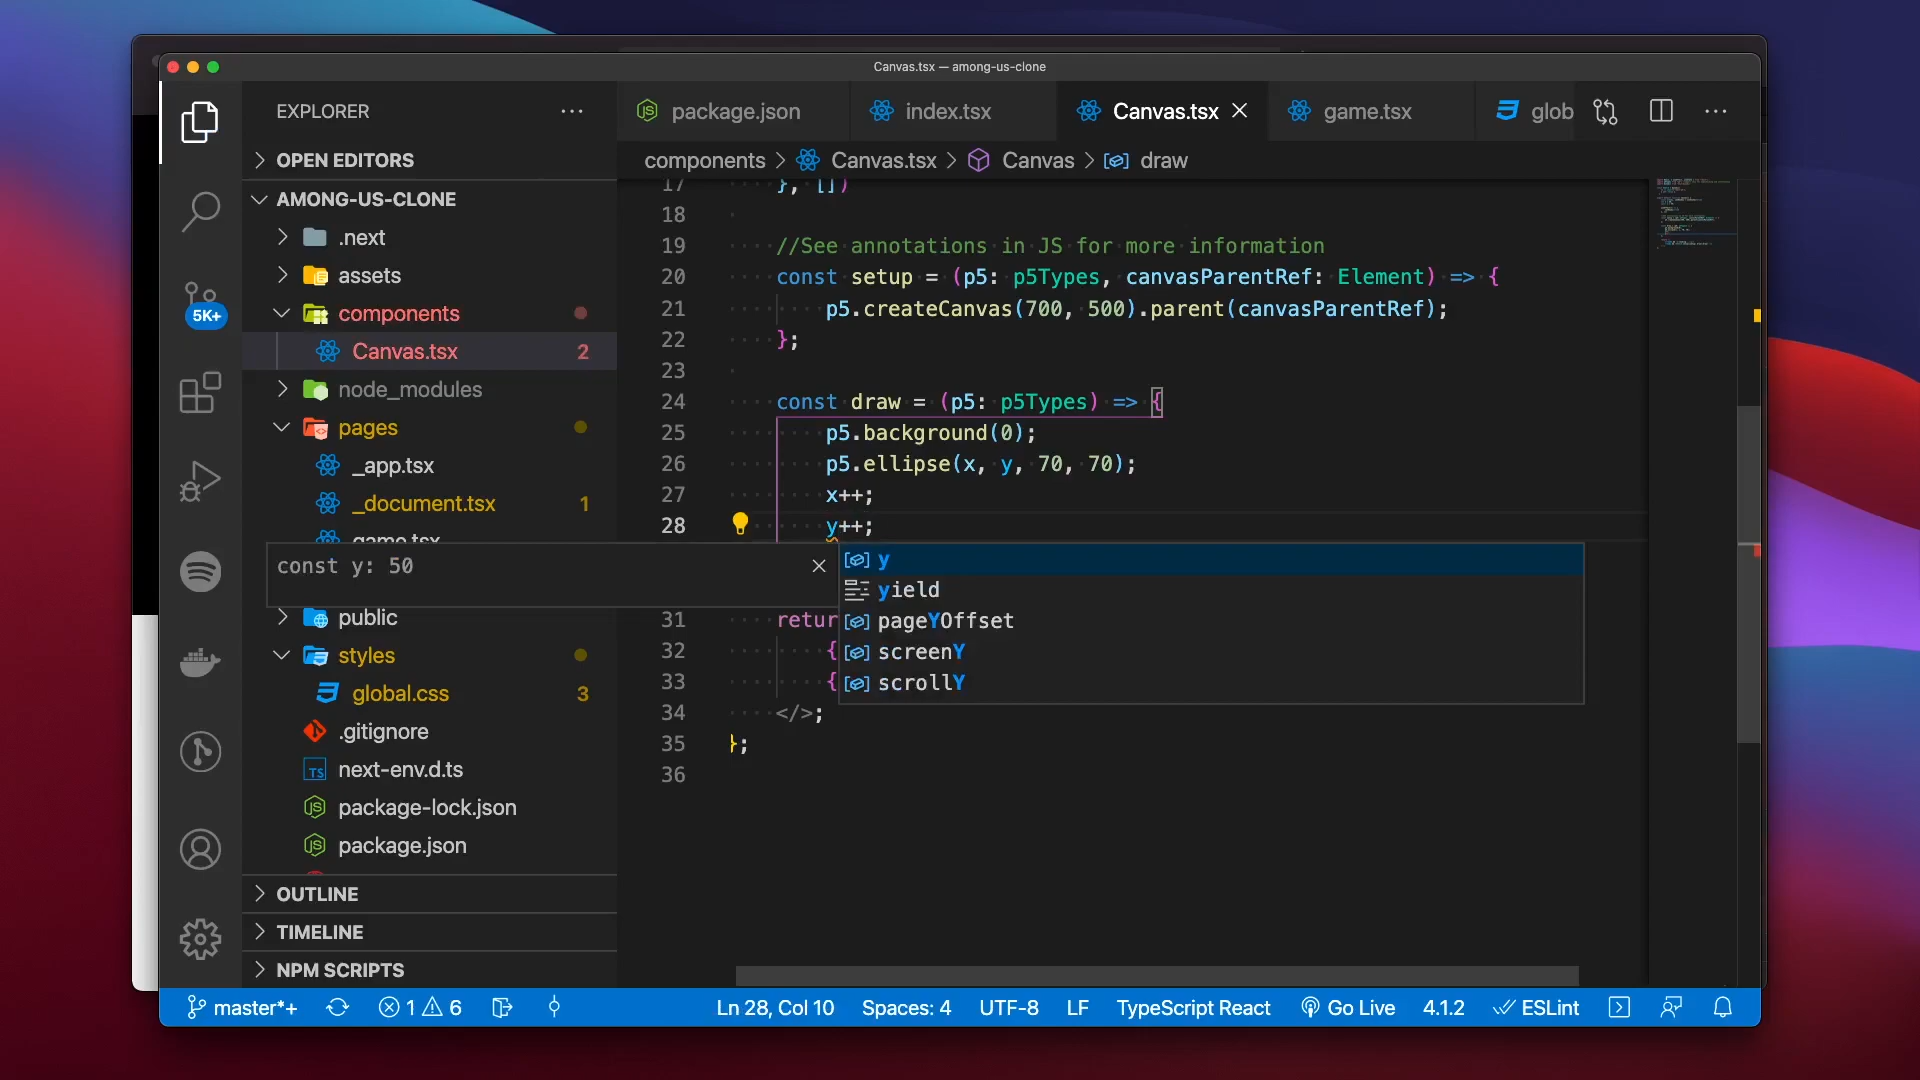 Canvas.tsx — among-us-clone
EXPLORER
package.json
index.tsx
Canvas.tsx
game.tsx
glob
OPEN EDITORS
components > Canvas.tsx > Canvas > draw
AMONG-US-CLONE
.next
assets
components
Canvas.tsx 2
node_modules
pages
_app.tsx
_document.tsx 1
game.tsx
public
styles
global.css 3
.gitignore
next-env.d.ts
package-lock.json
package.json
OUTLINE
TIMELINE
NPM SCRIPTS
5K+
17 }, [])
18
19 //See annotations in JS for more information
20 const setup = (p5: p5Types, canvasParentRef: Element) => {
21 p5.createCanvas(700, 500).parent(canvasParentRef);
22 };
23
24 const draw = (p5: p5Types) => {
25 p5.background(0);
26 p5.ellipse(x, y, 70, 70);
27 x++;
28 y++;
const y: 50
y
yield
pageYOffset
screenY
scrollY
31 retur
32 {
33 {
34 </>;
35 };
36
master*+ 1 6 Ln 28, Col 10 Spaces: 4 UTF-8 LF TypeScript React Go Live 4.1.2 ESLint